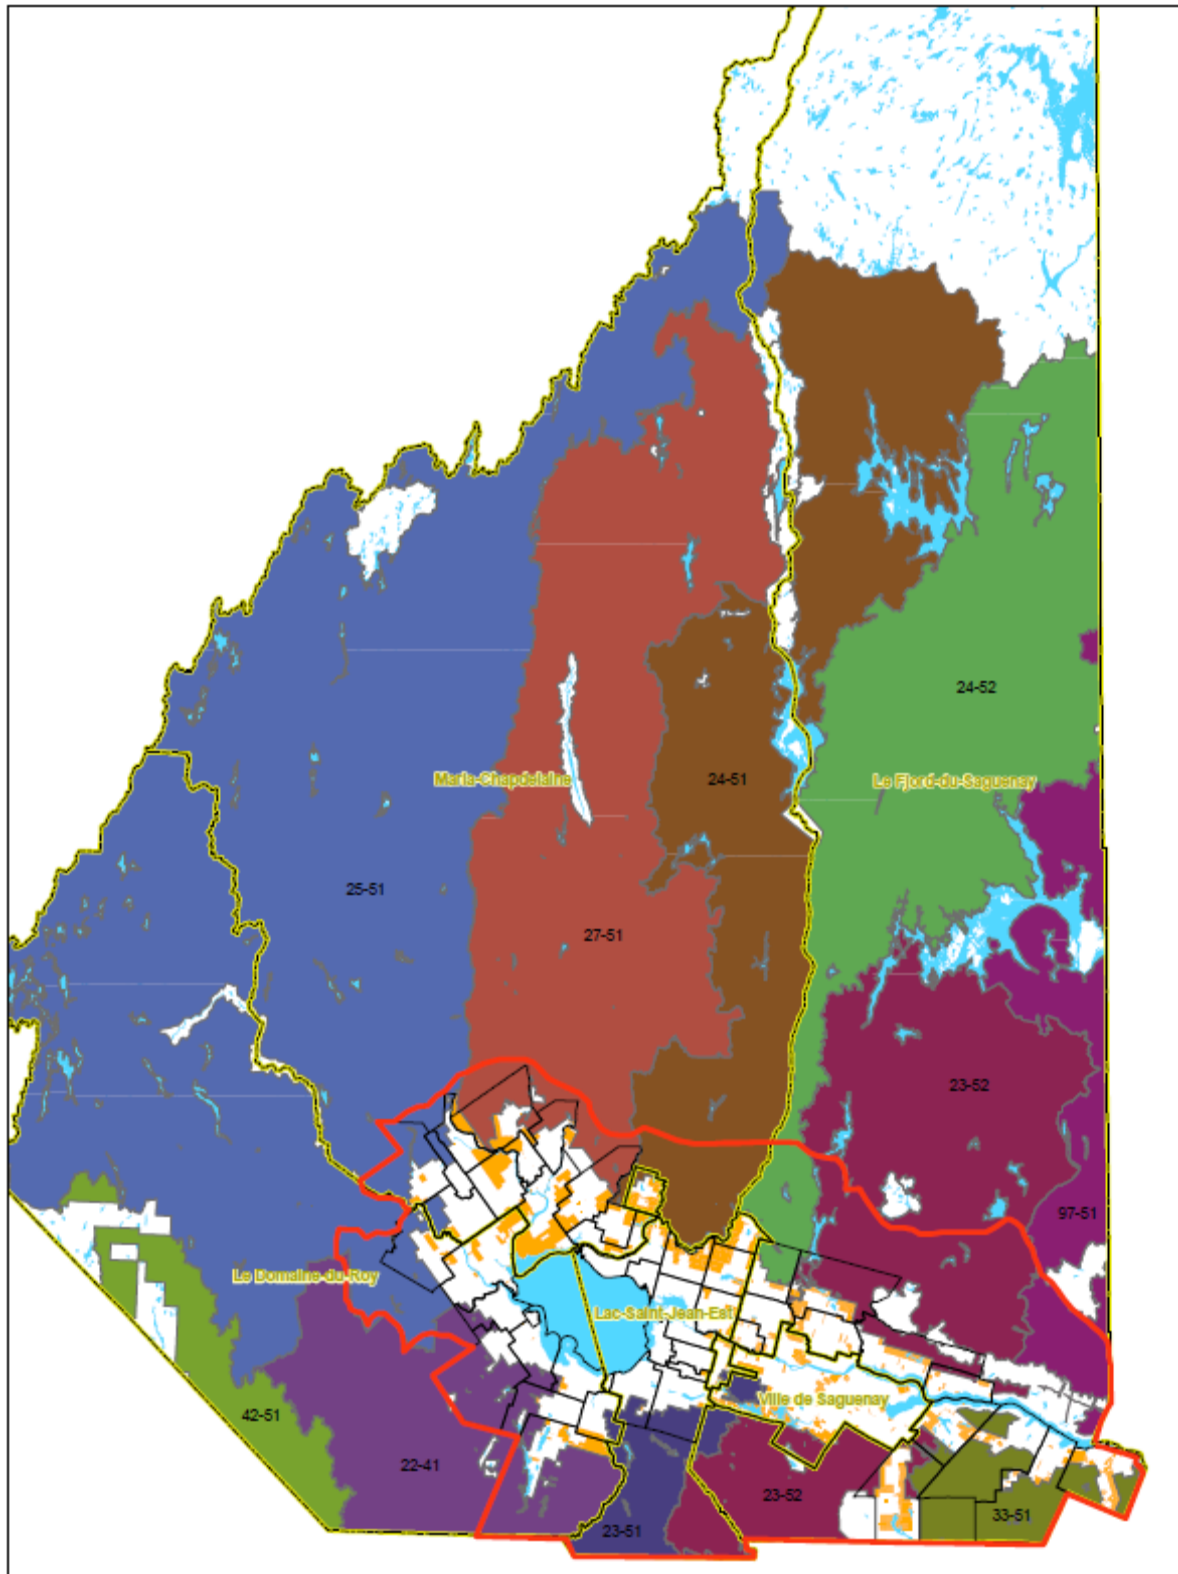 24-52
Maria-Chapdelaine
24-51
Le Fjord-du-Saguenay
25-51
27-51
23-52
97-51
Le Domaine-du-Roy
Lac-Saint-Jean-Est
Ville de Saguenay
42-51
22-41
23-52
33-51
23-51